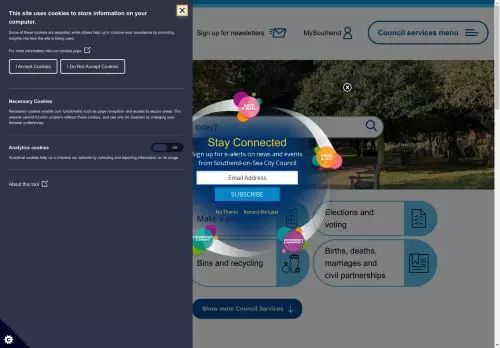 This site uses cookies to store information on your
computer.
Some of these cookies are essential, while others help us to improve your experience by providing
insights into how the site is being used.
For more information visit our cookies page
I Accept Cookies
I Do Not Accept Cookies
Necessary Cookies
Necessary cookies enable core functionality such as page navigation and access to secure areas. The
website cannot function properly without these cookies, and can only be disabled by changing your
browser preferences.
Analytics cookies
Off
Analytical cookies help us to improve our website by collecting and reporting information on its usage.
About this tool
Sign up for newsletters
MySouthend
Council services menu
today?
Stay Connected
Sign up for e-alerts on news and events
from Southend-on-Sea City Council
Email Address
SUBSCRIBE
No Thanks
Remind Me Later
Make a
Elections and
voting
Bins and recycling
Births, deaths,
marriages and
civil partnerships
Show more Council Services